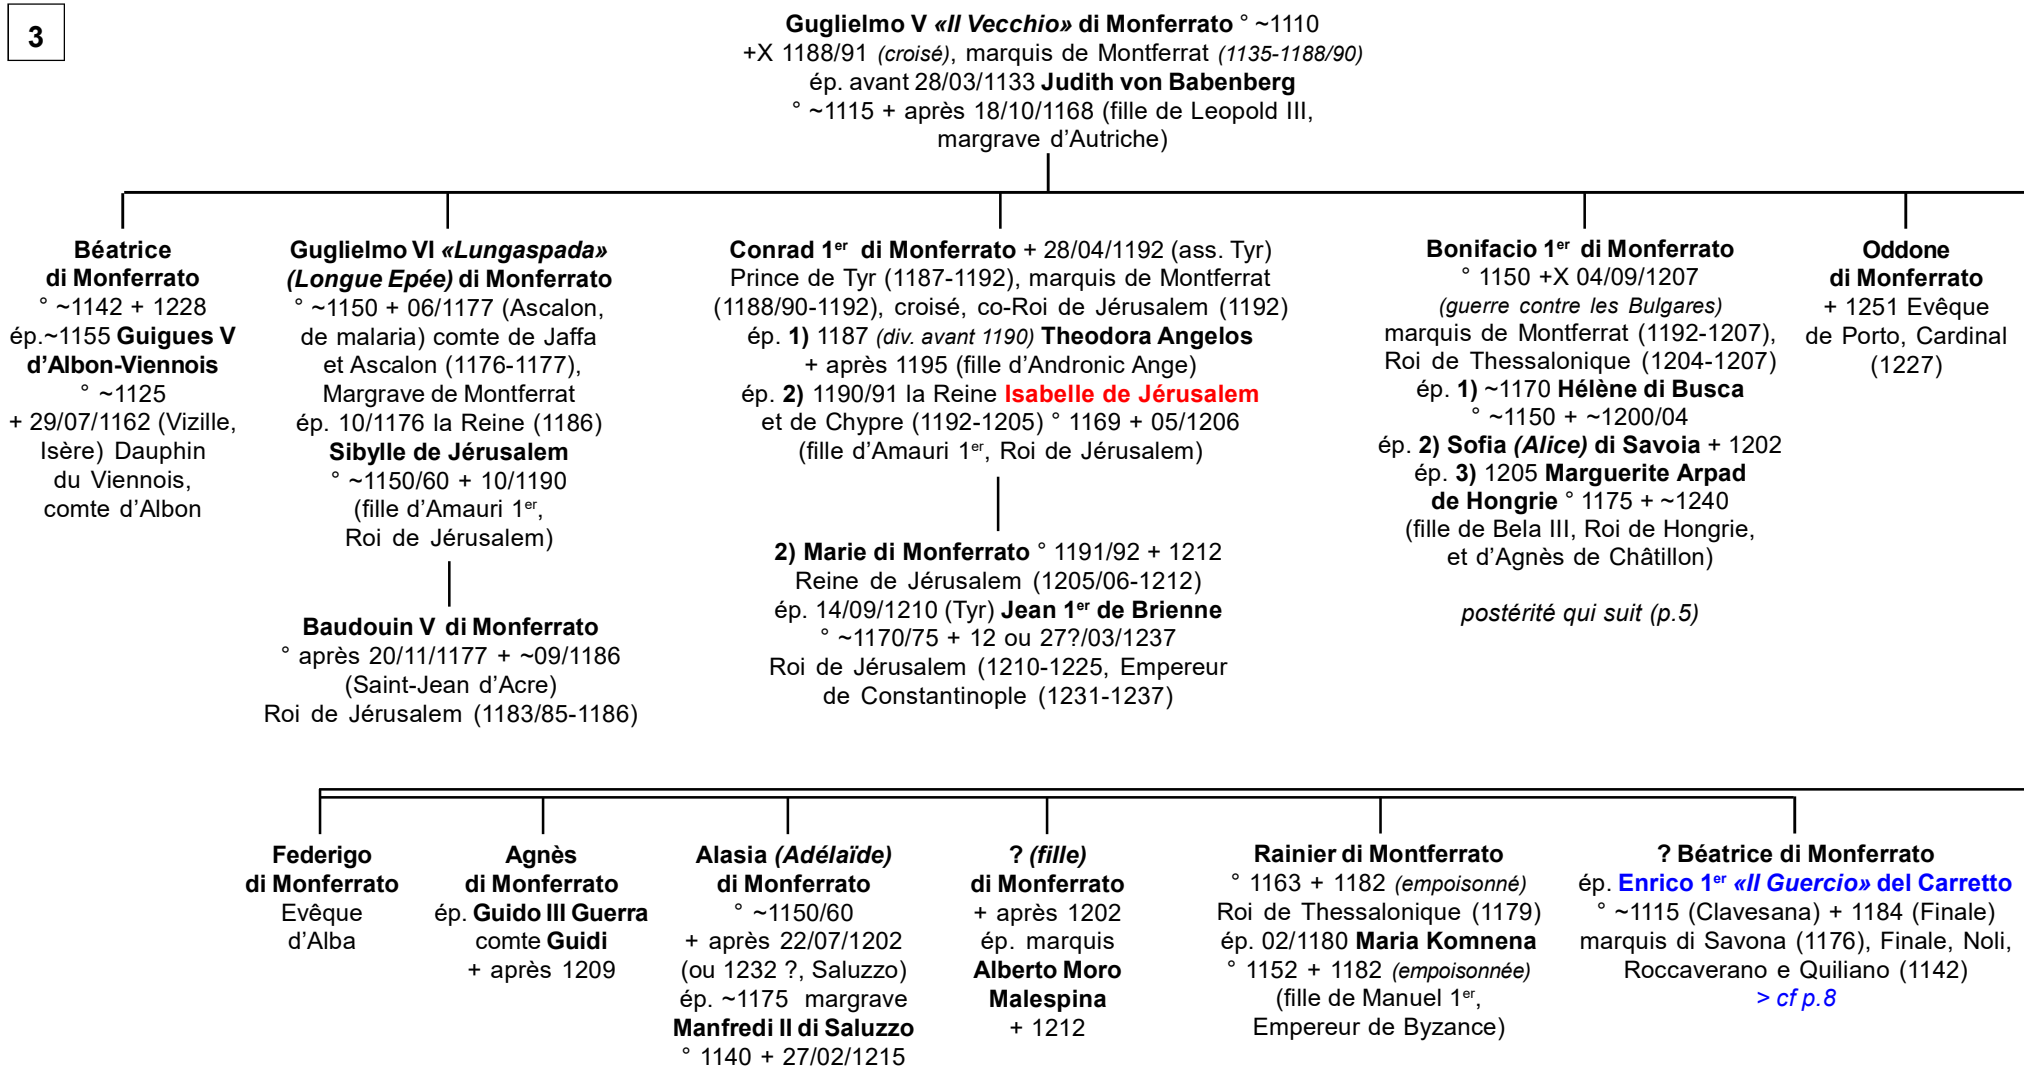 3
Guglielmo V «Il Vecchio» di Monferrato ° ~1110
+X 1188/91 (croisé), marquis de Montferrat (1135-1188/90)
ép. avant 28/03/1133 Judith von Babenberg
° ~1115 + après 18/10/1168 (fille de Leopold III,
margrave d'Autriche)
Béatrice
di Monferrato
° ~1142 + 1228
ép.~1155 Guigues V
d'Albon-Viennois
° ~1125
+ 29/07/1162 (Vizille,
Isère) Dauphin
du Viennois,
comte d'Albon
Guglielmo VI «Lungaspada»
(Longue Epée) di Monferrato
° ~1150 + 06/1177 (Ascalon,
de malaria) comte de Jaffa
et Ascalon (1176-1177),
Margrave de Montferrat
ép. 10/1176 la Reine (1186)
Sibylle de Jérusalem
° ~1150/60 + 10/1190
(fille d'Amauri 1er,
Roi de Jérusalem)
Baudouin V di Monferrato
° après 20/11/1177 + ~09/1186
(Saint-Jean d'Acre)
Roi de Jérusalem (1183/85-1186)
Conrad 1er di Monferrato + 28/04/1192 (ass. Tyr)
Prince de Tyr (1187-1192), marquis de Montferrat
(1188/90-1192), croisé, co-Roi de Jérusalem (1192)
ép. 1) 1187 (div. avant 1190) Theodora Angelos
+ après 1195 (fille d'Andronic Ange)
ép. 2) 1190/91 la Reine Isabelle de Jérusalem
et de Chypre (1192-1205) ° 1169 + 05/1206
(fille d'Amauri 1er, Roi de Jérusalem)
2) Marie di Monferrato ° 1191/92 + 1212
Reine de Jérusalem (1205/06-1212)
ép. 14/09/1210 (Tyr) Jean 1er de Brienne
° ~1170/75 + 12 ou 27?/03/1237
Roi de Jérusalem (1210-1225, Empereur
de Constantinople (1231-1237)
Bonifacio 1er di Monferrato
° 1150 +X 04/09/1207
(guerre contre les Bulgares)
marquis de Montferrat (1192-1207),
Roi de Thessalonique (1204-1207)
ép. 1) ~1170 Hélène di Busca
° ~1150 + ~1200/04
ép. 2) Sofia (Alice) di Savoia + 1202
ép. 3) 1205 Marguerite Arpad
de Hongrie ° 1175 + ~1240
(fille de Bela III, Roi de Hongrie,
et d'Agnès de Châtillon)
postérité qui suit (p.5)
Oddone
di Monferrato
+ 1251 Evêque
de Porto, Cardinal
(1227)
Federigo
di Monferrato
Evêque
d'Alba
Agnès
di Monferrato
ép. Guido III Guerra
comte Guidi
+ après 1209
Alasia (Adélaïde)
di Monferrato
° ~1150/60
+ après 22/07/1202
(ou 1232 ?, Saluzzo)
ép. ~1175 margrave
Manfredi II di Saluzzo
° 1140 + 27/02/1215
? (fille)
di Monferrato
+ après 1202
ép. marquis
Alberto Moro
Malespina
+ 1212
Rainier di Montferrato
° 1163 + 1182 (empoisonné)
Roi de Thessalonique (1179)
ép. 02/1180 Maria Komnena
° 1152 + 1182 (empoisonnée)
(fille de Manuel 1er,
Empereur de Byzance)
? Béatrice di Monferrato
ép. Enrico 1er «Il Guercio» del Carretto
° ~1115 (Clavesana) + 1184 (Finale)
marquis di Savona (1176), Finale, Noli,
Roccaverano e Quiliano (1142)
> cf p.8